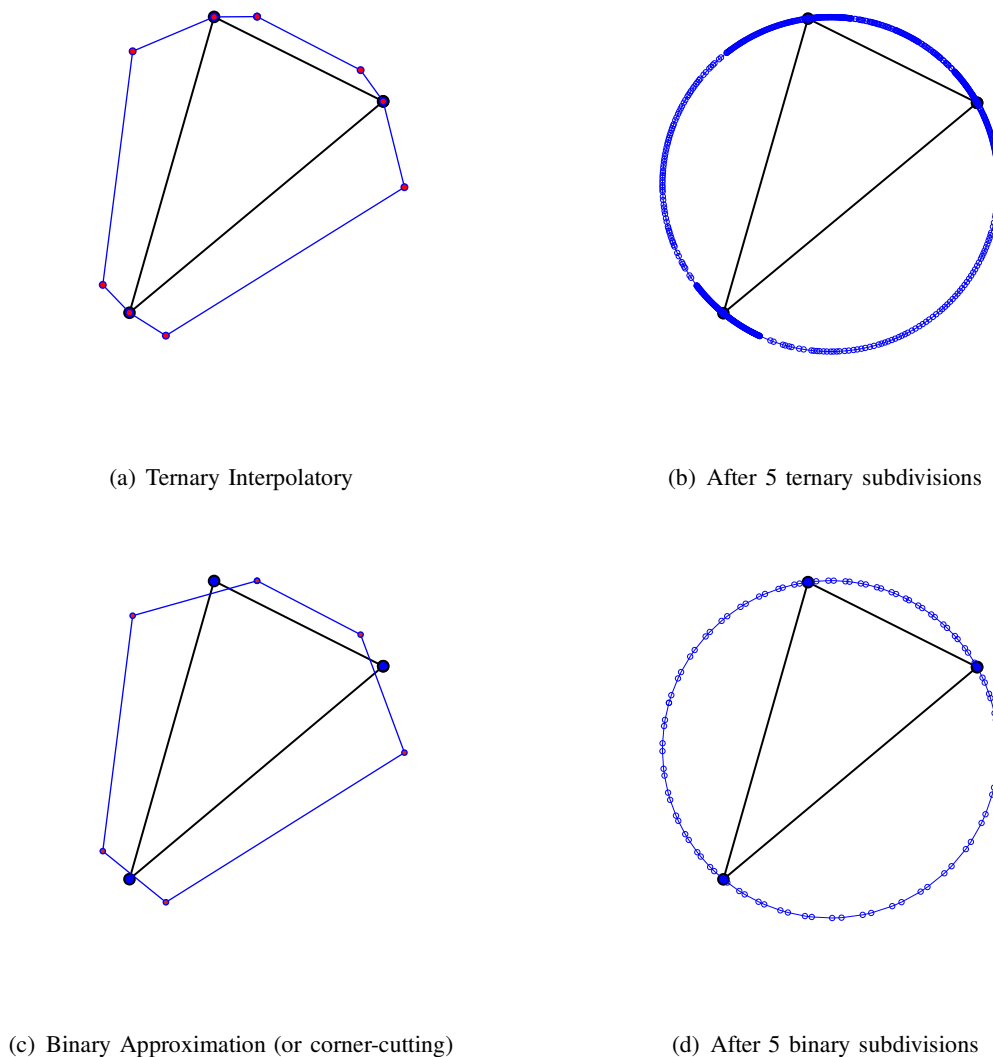 (a) Ternary Interpolatory
(b) After 5 ternary subdivisions
(c) Binary Approximation (or corner-cutting)
(d) After 5 binary subdivisions